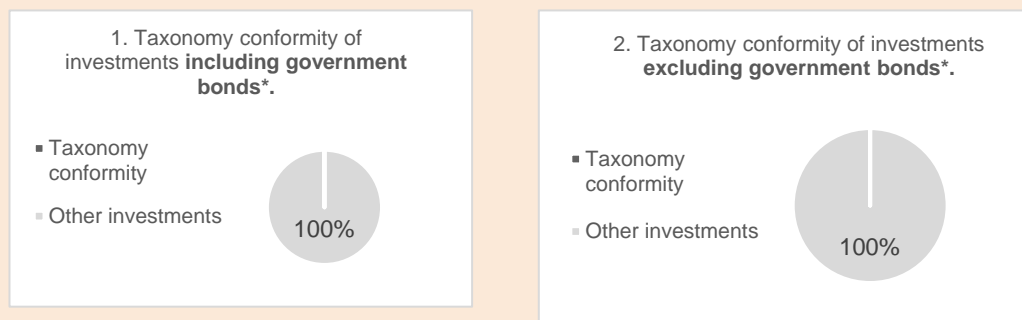 1. Taxonomy conformity of
investments including government
bonds*.
Taxonomy
conformity
Other investments
100%
2. Taxonomy conformity of investments
excluding government bonds*.
Taxonomy
conformity
Other investments
100%